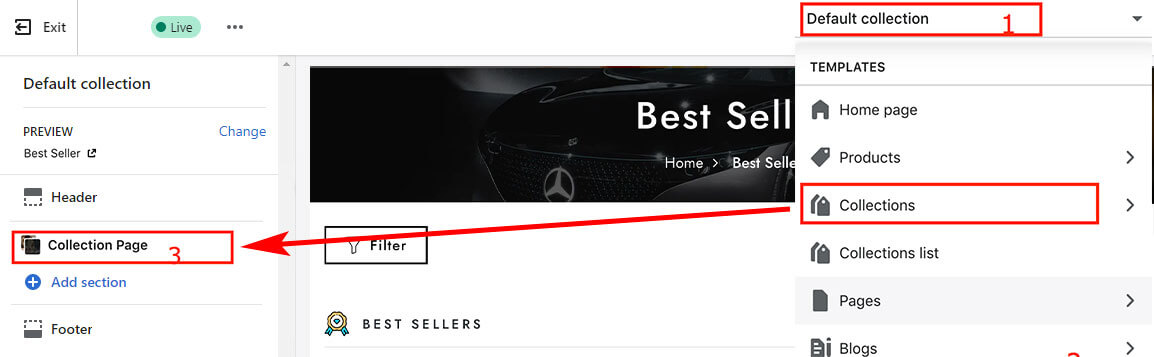 Exit
Live
Default collection
1
Default collection
PREVIEW
Change
Best Seller
Header
Collection Page
3
Add section
Footer
Best Sell
Home > Best Selle
Filter
BEST SELLERS
TEMPLATES
Home page
Products
Collections
Collections list
Pages
Blogs